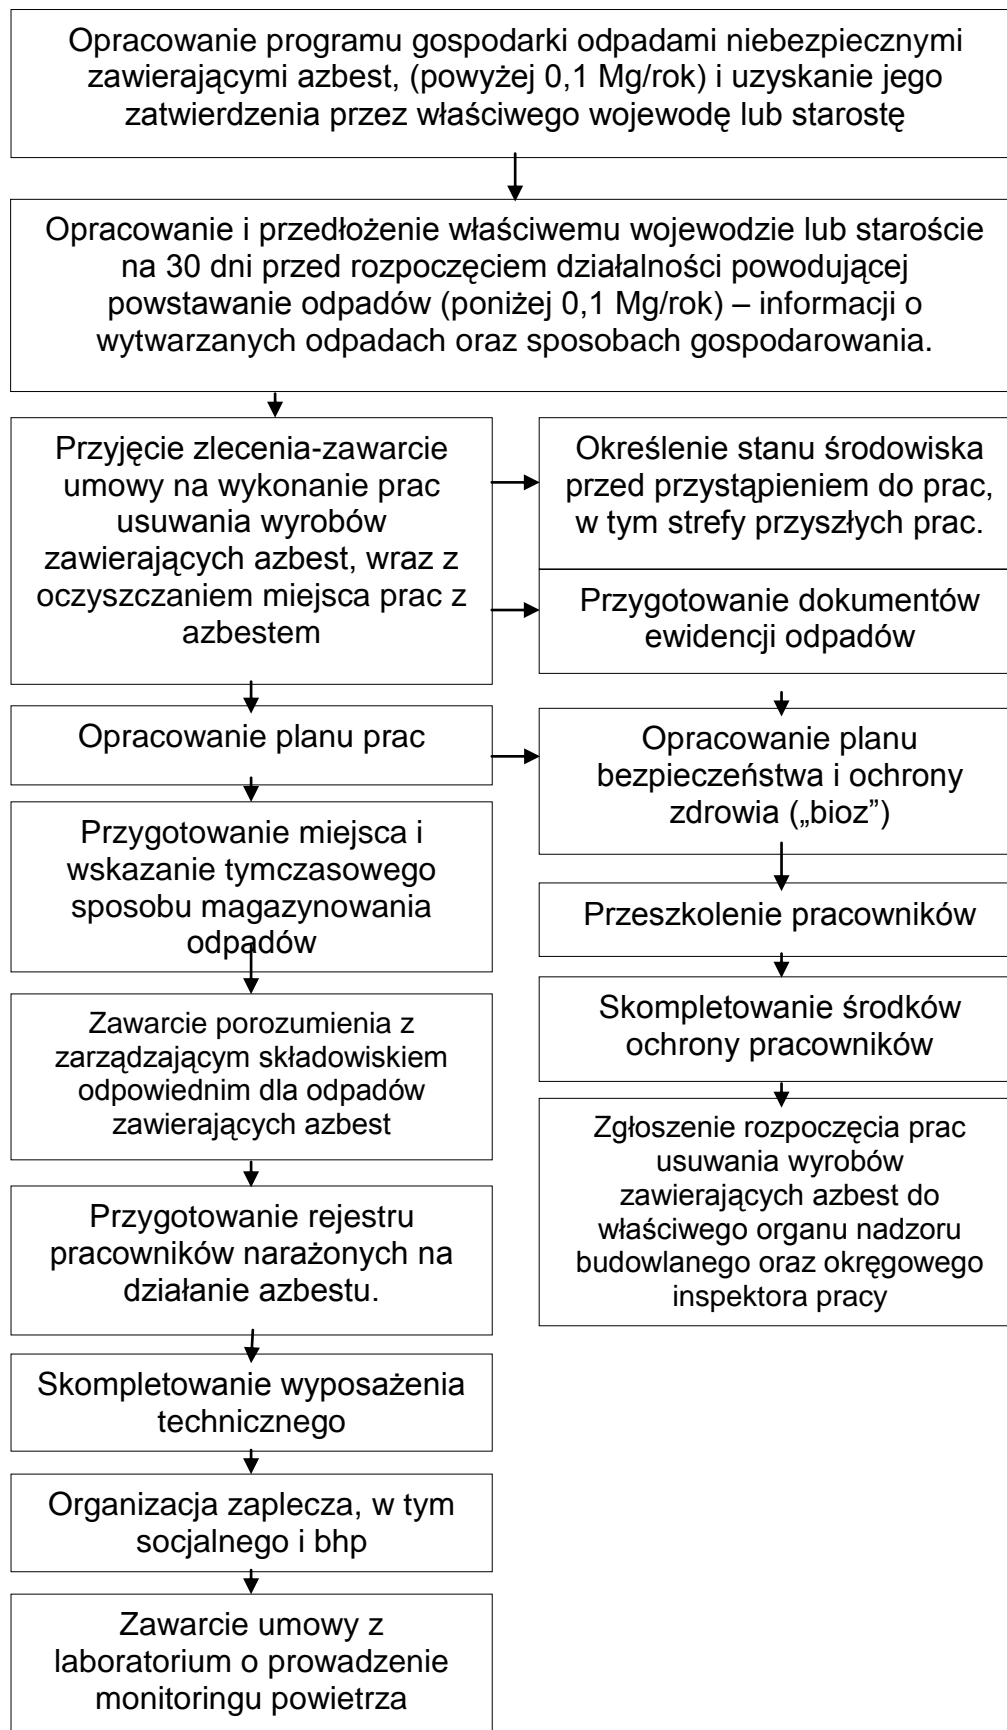 Opracowanie programu gospodarki odpadami niebezpiecznymi
zawierającymi azbest, (powyżej 0,1 Mg/rok) i uzyskanie jego
zatwierdzenia przez właściwego wojewodę lub starostę
Opracowanie i przedłożenie właściwemu wojewodzie lub staroście
na 30 dni przed rozpoczęciem działalności powodującej
powstawanie odpadów (poniżej 0,1 Mg/rok) – informacji o
wytwarzanych odpadach oraz sposobach gospodarowania.
Przyjęcie zlecenia-zawarcie
umowy na wykonanie prac
usuwania wyrobów
zawierających azbest, wraz z
oczyszczaniem miejsca prac z
azbestem
Określenie stanu środowiska
przed przystąpieniem do prac,
w tym strefy przyszłych prac.
Przygotowanie dokumentów
ewidencji odpadów
Opracowanie planu prac
Opracowanie planu
bezpieczeństwa i ochrony
zdrowia („bioz”)
Przygotowanie miejsca i
wskazanie tymczasowego
sposobu magazynowania
odpadów
Przeszkolenie pracowników
Zawarcie porozumienia z
zarządzającym składowiskiem
odpowiednim dla odpadów
zawierających azbest
Skompletowanie środków
ochrony pracowników
Zgłoszenie rozpoczęcia prac
usuwania wyrobów
zawierających azbest do
właściwego organu nadzoru
budowlanego oraz okręgowego
inspektora pracy
Przygotowanie rejestru
pracowników narażonych na
działanie azbestu.
Skompletowanie wyposażenia
technicznego
Organizacja zaplecza, w tym
socjalnego i bhp
Zawarcie umowy z
laboratorium o prowadzenie
monitoringu powietrza